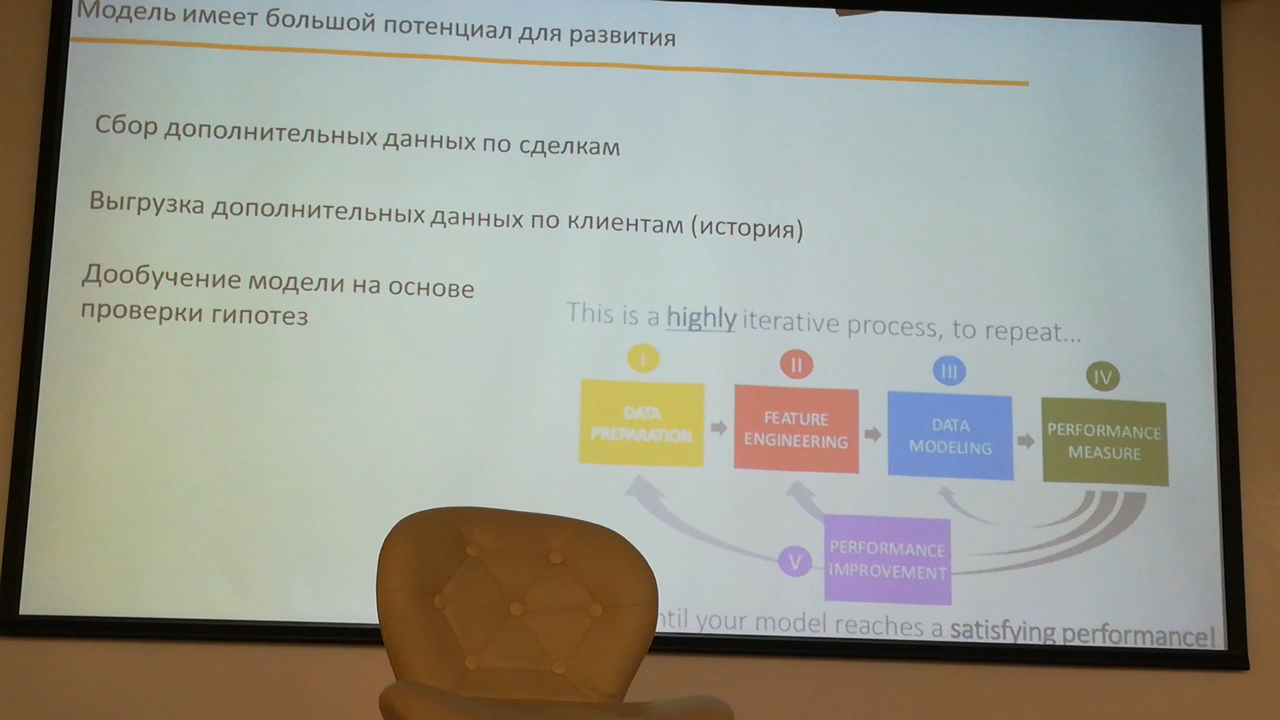 Модель имеет большой потенциал для развития
Сбор дополнительных данных по сделкам
Выгрузка дополнительных данных по клиентам (история)
Дообучение модели на основе
проверки гипотез
This is a highly iterative process, to repeat...
I
II
III
IV
DATA
PREPARATION
FEATURE
ENGINEERING
DATA
MODELING
PERFORMANCE
MEASURE
V
PERFORMANCE
IMPROVEMENT
your model reaches a satisfying performance!